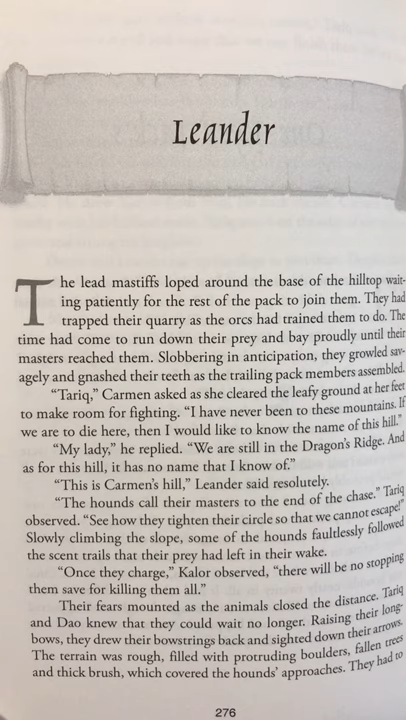 Leander
The lead mastiffs loped around the base of the hilltop wait-
ing patiently for the rest of the pack to join them. They had
trapped their quarry as the orcs had trained them to do. The
time had come to run down their prey and bay proudly until their
masters reached them. Slobbering in anticipation, they growled sav-
agely and gnashed their teeth as the trailing pack members assembled.
“Tariq,” Carmen asked as she cleared the leafy ground at her feet
to make room for fighting. “I have never been to these mountains. If
we are to die here, then I would like to know the name of this hill.”
“My lady,” he replied. “We are still in the Dragon’s Ridge. And
as for this hill, it has no name that I know of.”
“This is Carmen’s hill,” Leander said resolutely.
“The hounds call their masters to the end of the chase.” Tariq
observed. “See how they tighten their circle so that we cannot escape!”
Slowly climbing the slope, some of the hounds faultlessly followed
the scent trails that their prey had left in their wake.
“Once they charge,” Kalor observed, “there will be no stopping
them save for killing them all.”
Their fears mounted as the animals closed the distance. Tariq
and Dao knew that they could wait no longer. Raising their long-
bows, they drew their bowstrings back and sighted down their arrows.
The terrain was rough, filled with protruding boulders, fallen trees
and thick brush, which covered the hounds’ approaches. They had to
276